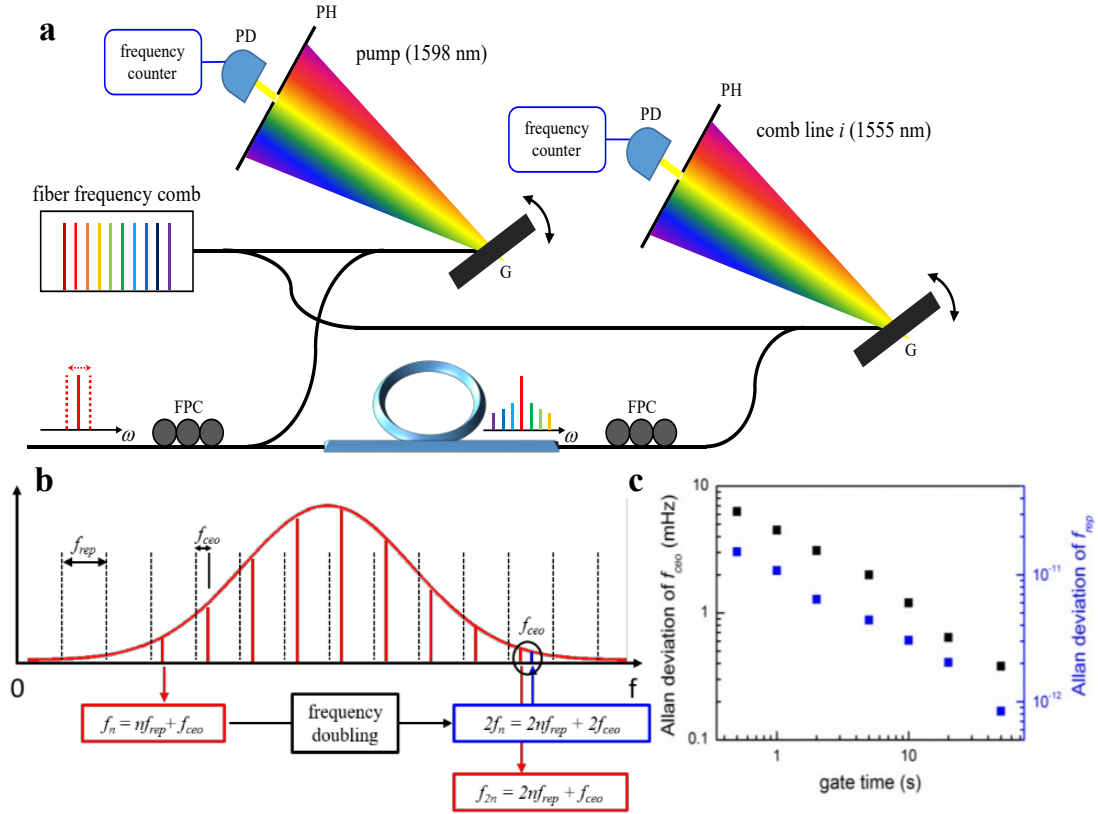 a
PH
PD
frequency
counter
pump (1598 nm)
PH
PD
frequency
counter
comb line i (1555 nm)
fiber frequency comb
G
G
FPC
ω
ω
FPC
b
f_rep
f_ceo
f_ceo
0
f
f_n = nf_rep + f_ceo
frequency
doubling
2f_n = 2nf_rep + 2f_ceo
f_2n = 2nf_rep + f_ceo
c
Allan deviation of f_ceo (mHz)
10
1
0.1
1
10
gate time (s)
10^-11
10^-12
Allan deviation of f_rep